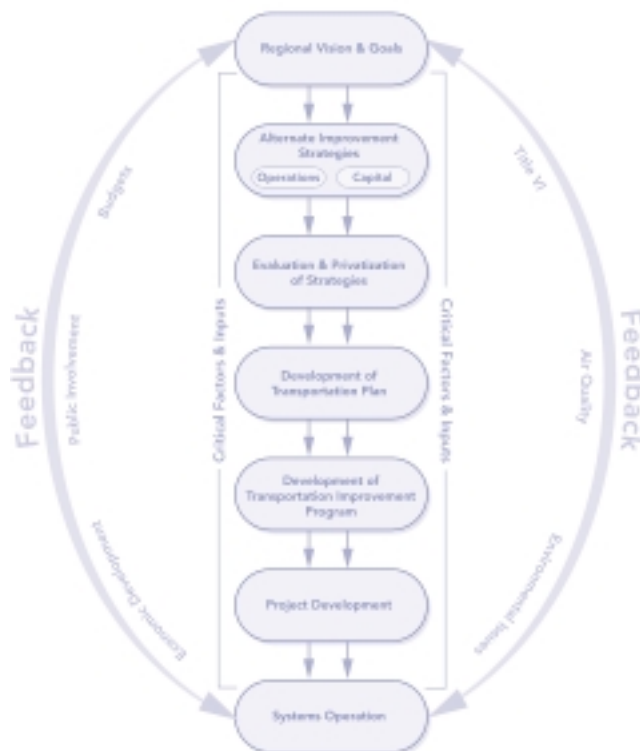 Regional Vision & Goals
Alternate Improvement
Strategies
Operations
Capital
Evaluation & Privatization
of Strategies
Development of
Transportation Plan
Development of
Transportation Improvement
Program
Project Development
Systems Operation
Critical Factors & Inputs
Critical Factors & Inputs
Feedback
Budgets
Public Involvement
Economic Development
Feedback
Title VI
Air Quality
Environmental Issues